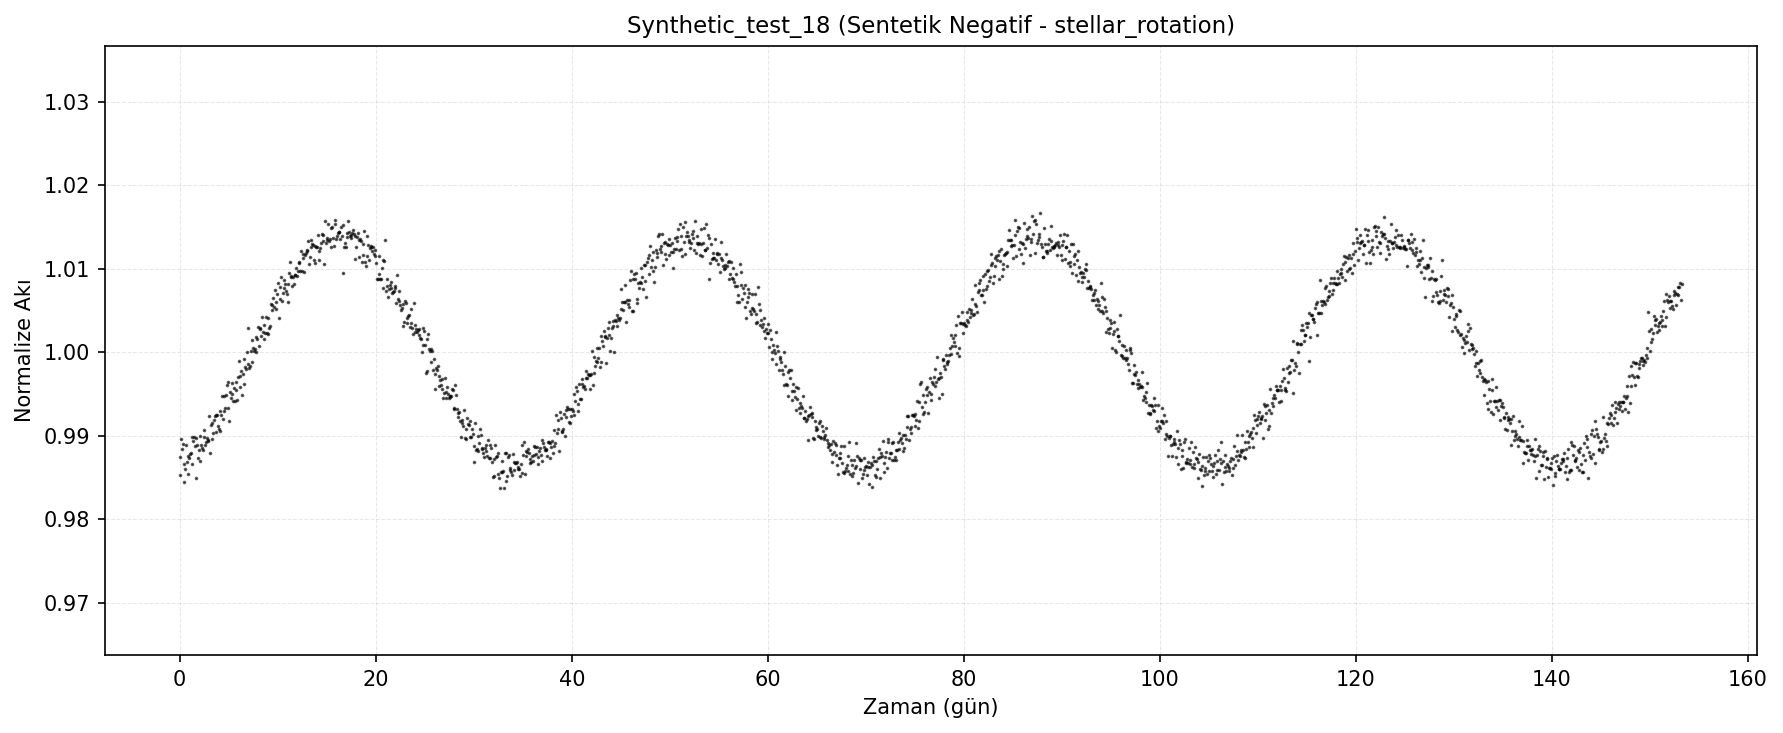 Synthetic_test_18 (Sentetik Negatif - stellar_rotation)
Normalize Akı
1.03
1.02
1.01
1.00
0.99
0.98
0.97
0 20 40 60 80 100 120 140 160
Zaman (gün)